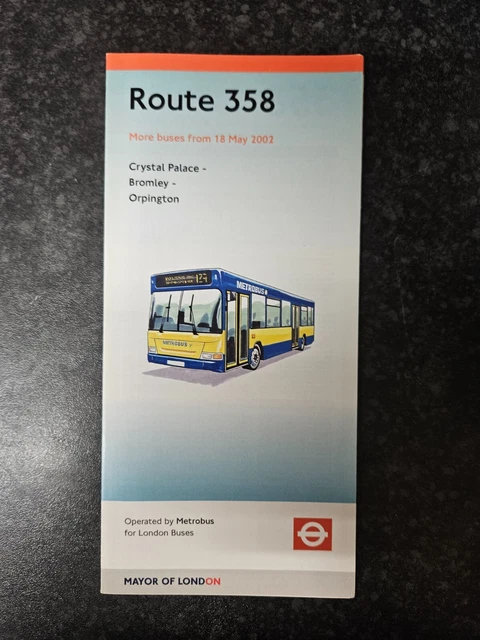 Route 358
More buses from 18 May 2002
Crystal Palace -
Bromley -
Orpington
METROBUS
METROBUS
Operated by Metrobus
for London Buses
MAYOR OF LONDON